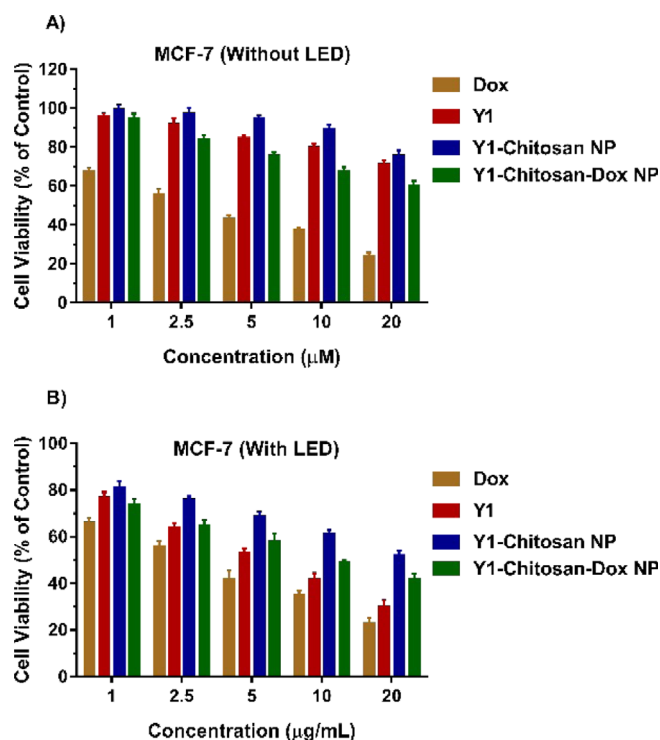 A)
MCF-7 (Without LED)
Cell Viability (% of Control)
120
100
80
60
40
20
0
1 2.5 5 10 20
Concentration (μM)
Dox
Y1
Y1-Chitosan NP
Y1-Chitosan-Dox NP
B)
MCF-7 (With LED)
Cell Viability (% of Control)
100
80
60
40
20
0
1 2.5 5 10 20
Concentration (μg/mL)
Dox
Y1
Y1-Chitosan NP
Y1-Chitosan-Dox NP